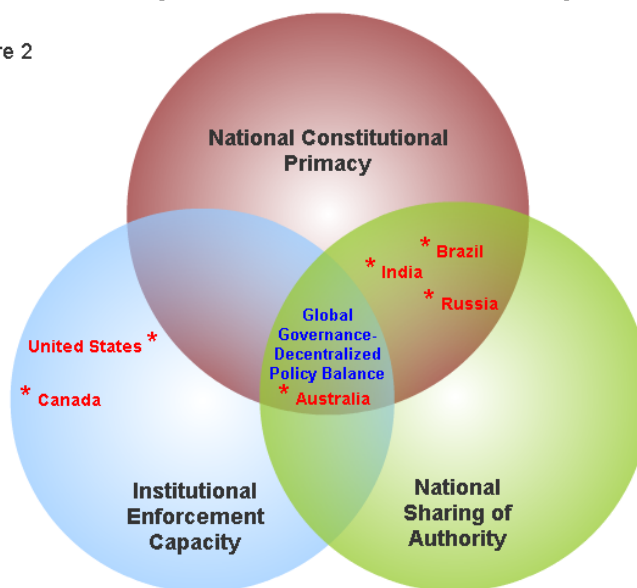 re 2
National Constitutional
Primacy
* Brazil
* India
* Russia
Global
Governance-
Decentralized
Policy Balance
United States *
* Australia
* Canada
Institutional
Enforcement
Capacity
National
Sharing of
Authority